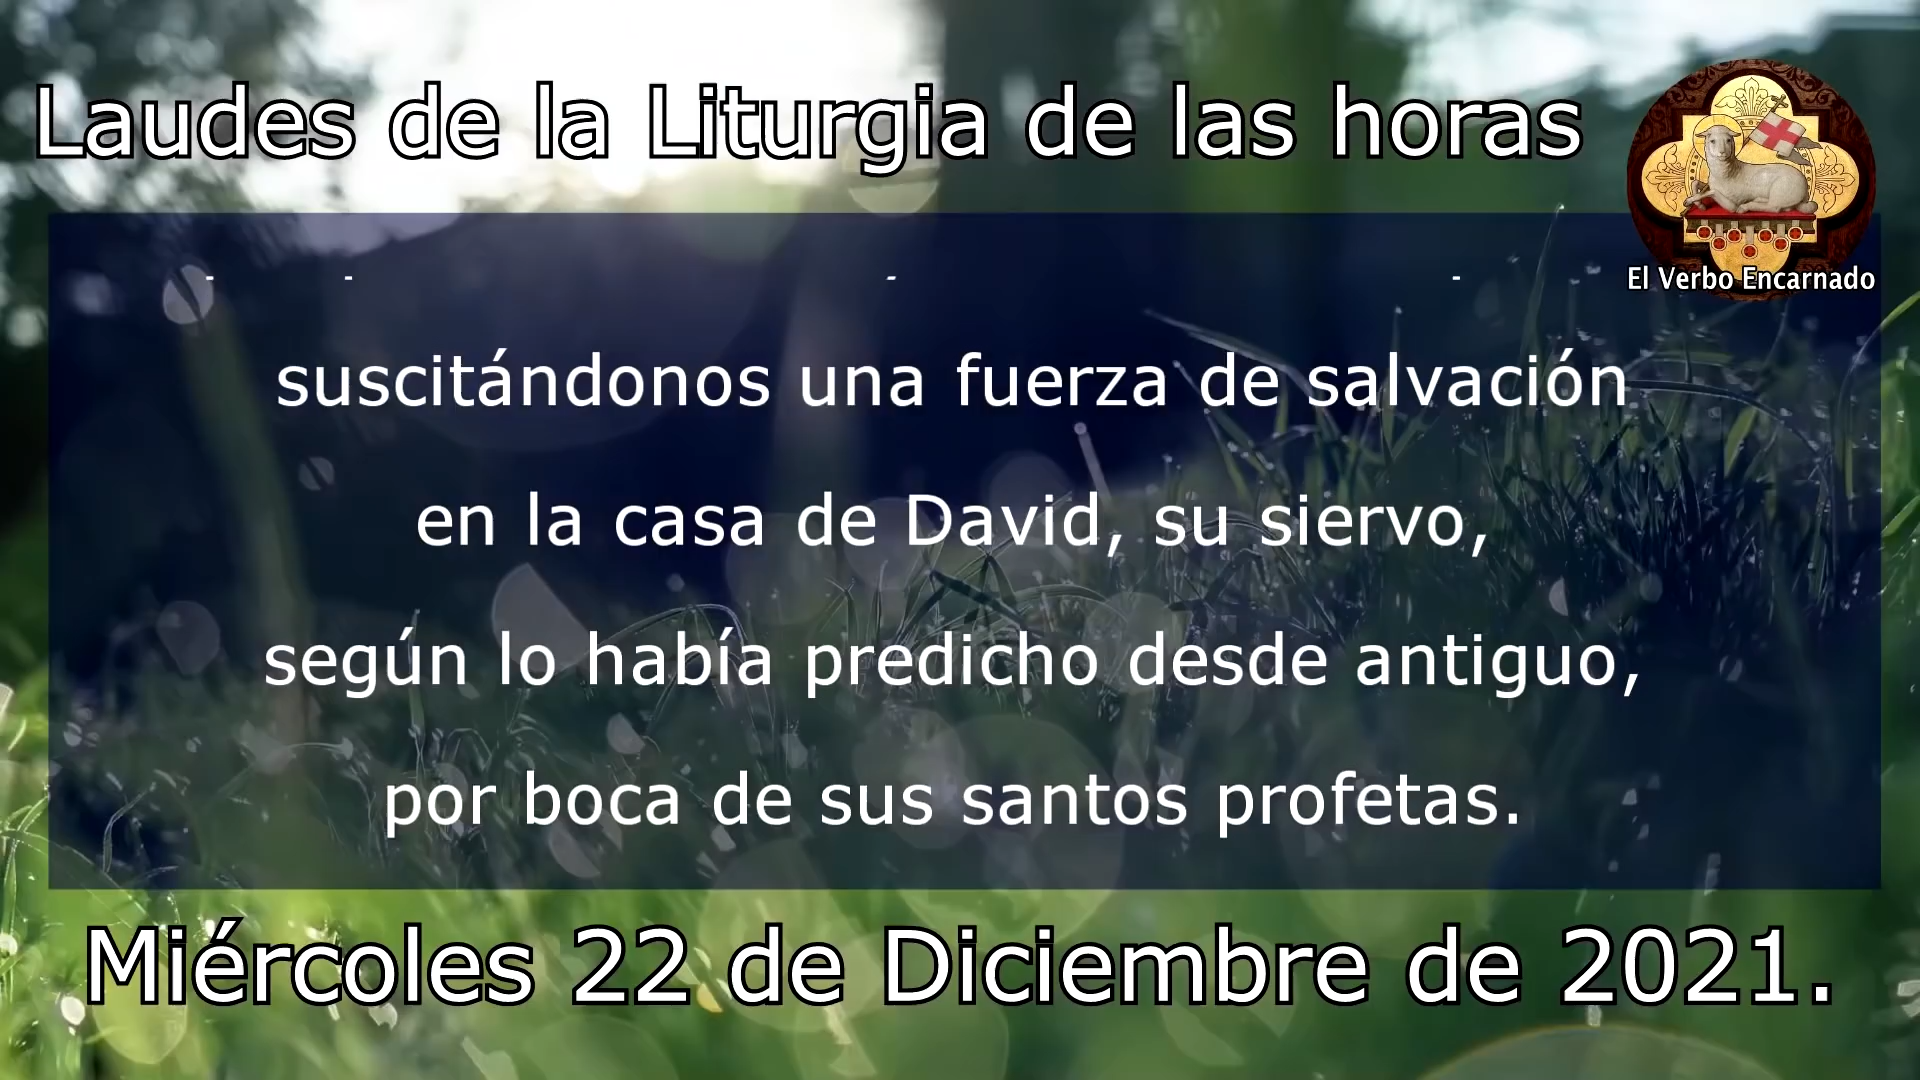 Laudes de la Liturgia de las horas
El Verbo Encarnado
suscitándonos una fuerza de salvación
en la casa de David, su siervo,
según lo había predicho desde antiguo,
por boca de sus santos profetas.
Miércoles 22 de Diciembre de 2021.